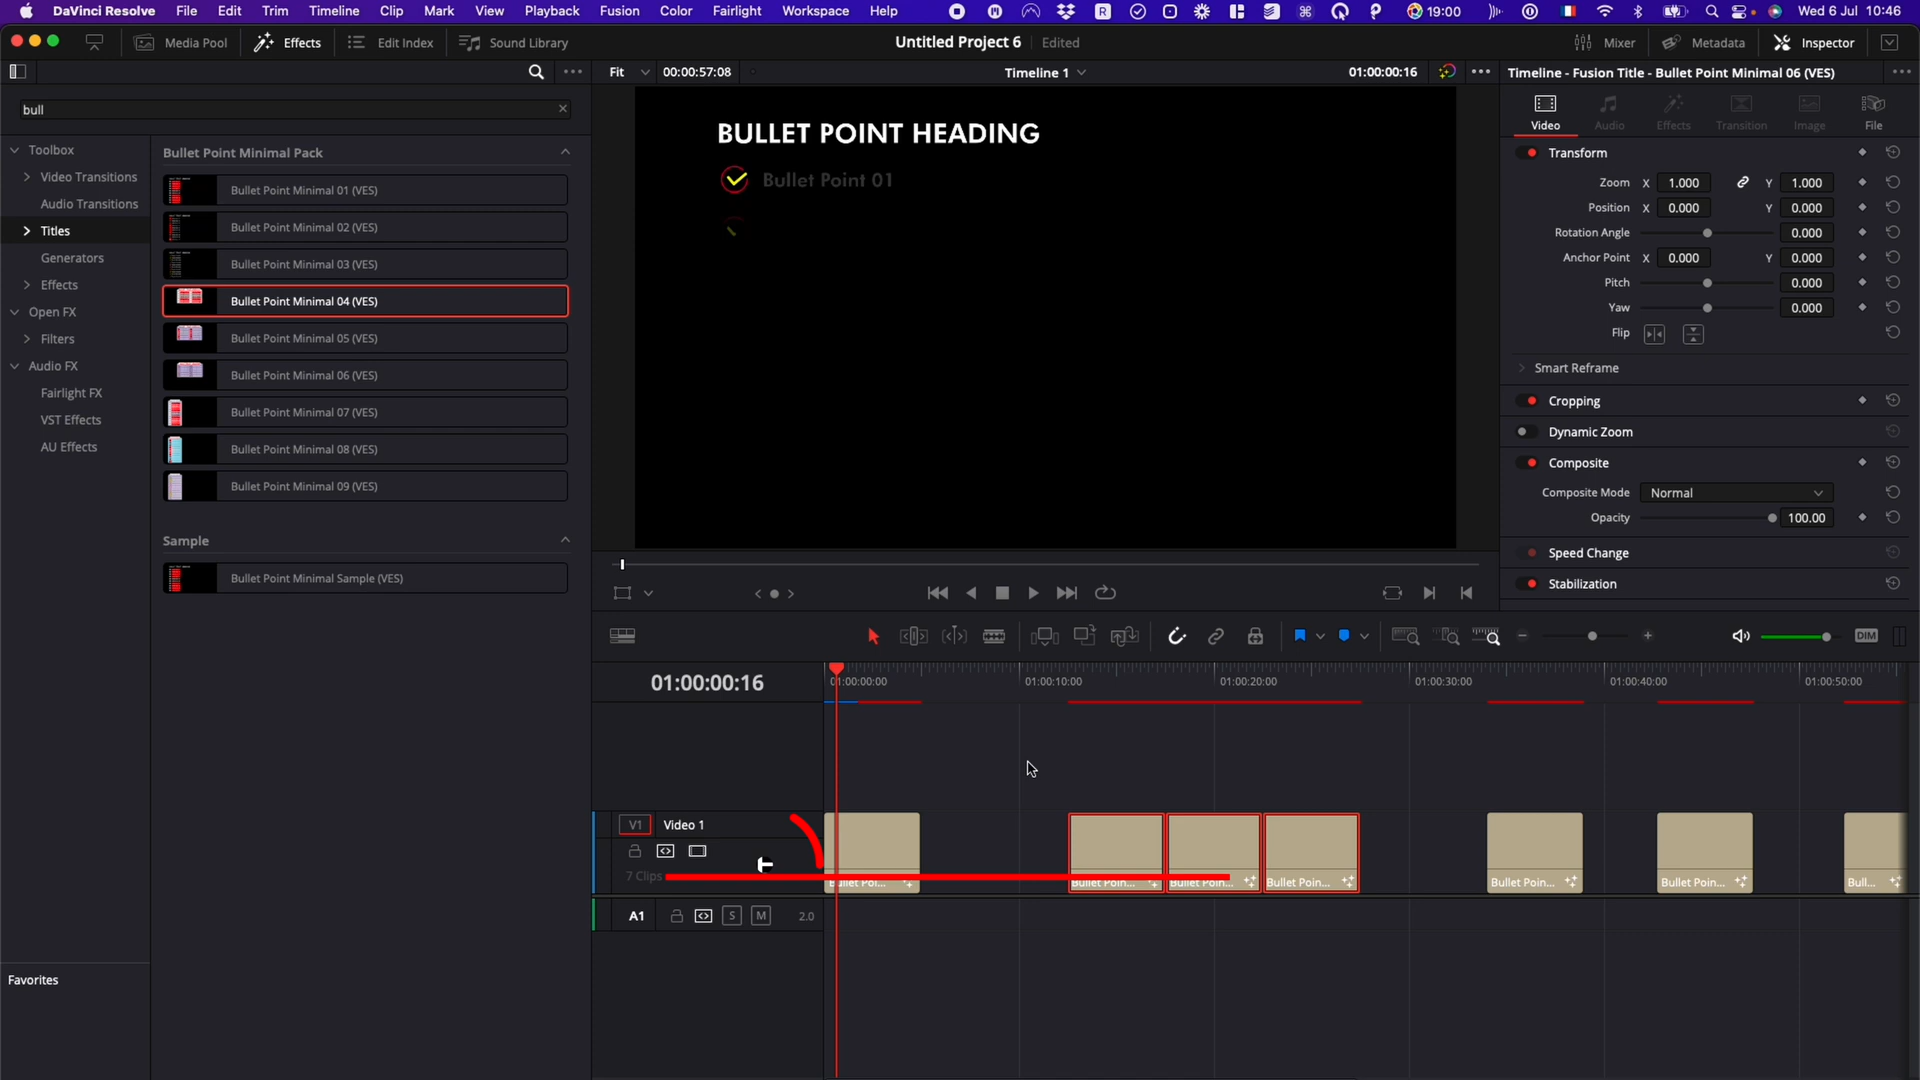 DaVinci Resolve File Edit Trim Timeline Clip Mark View Playback Fusion Color Fairlight Workspace Help 19:00 Wed 6 Jul 10:46
Media Pool Effects Edit Index Sound Library Untitled Project 6 Edited Mixer Metadata Inspector
Fit 00:00:57:08 Timeline 1 01:00:00:16 Timeline - Fusion Title - Bullet Point Minimal 06 (VES)
bull
Video Audio Effects Transition Image File
Toolbox
Video Transitions
Audio Transitions
Titles
Generators
Effects
Open FX
Filters
Audio FX
Fairlight FX
VST Effects
AU Effects
Favorites
Bullet Point Minimal Pack
Bullet Point Minimal 01 (VES)
Bullet Point Minimal 02 (VES)
Bullet Point Minimal 03 (VES)
Bullet Point Minimal 04 (VES)
Bullet Point Minimal 05 (VES)
Bullet Point Minimal 06 (VES)
Bullet Point Minimal 07 (VES)
Bullet Point Minimal 08 (VES)
Bullet Point Minimal 09 (VES)
Sample
Bullet Point Minimal Sample (VES)
BULLET POINT HEADING
Bullet Point 01
Transform
Zoom X 1.000 Y 1.000
Position X 0.000 Y 0.000
Rotation Angle 0.000
Anchor Point X 0.000 Y 0.000
Pitch 0.000
Yaw 0.000
Flip
Smart Reframe
Cropping
Dynamic Zoom
Composite
Composite Mode Normal
Opacity 100.00
Speed Change
Stabilization
DIM
01:00:00:16
01:00:00:00 01:00:10:00 01:00:20:00 01:00:30:00 01:00:40:00 01:00:50:00
V1 Video 1
7 Clips
Bullet Poi... Bullet Poin... Bullet Poin... Bullet Poin... Bullet Poin... Bullet Poin... Bull...
A1 S M 2.0